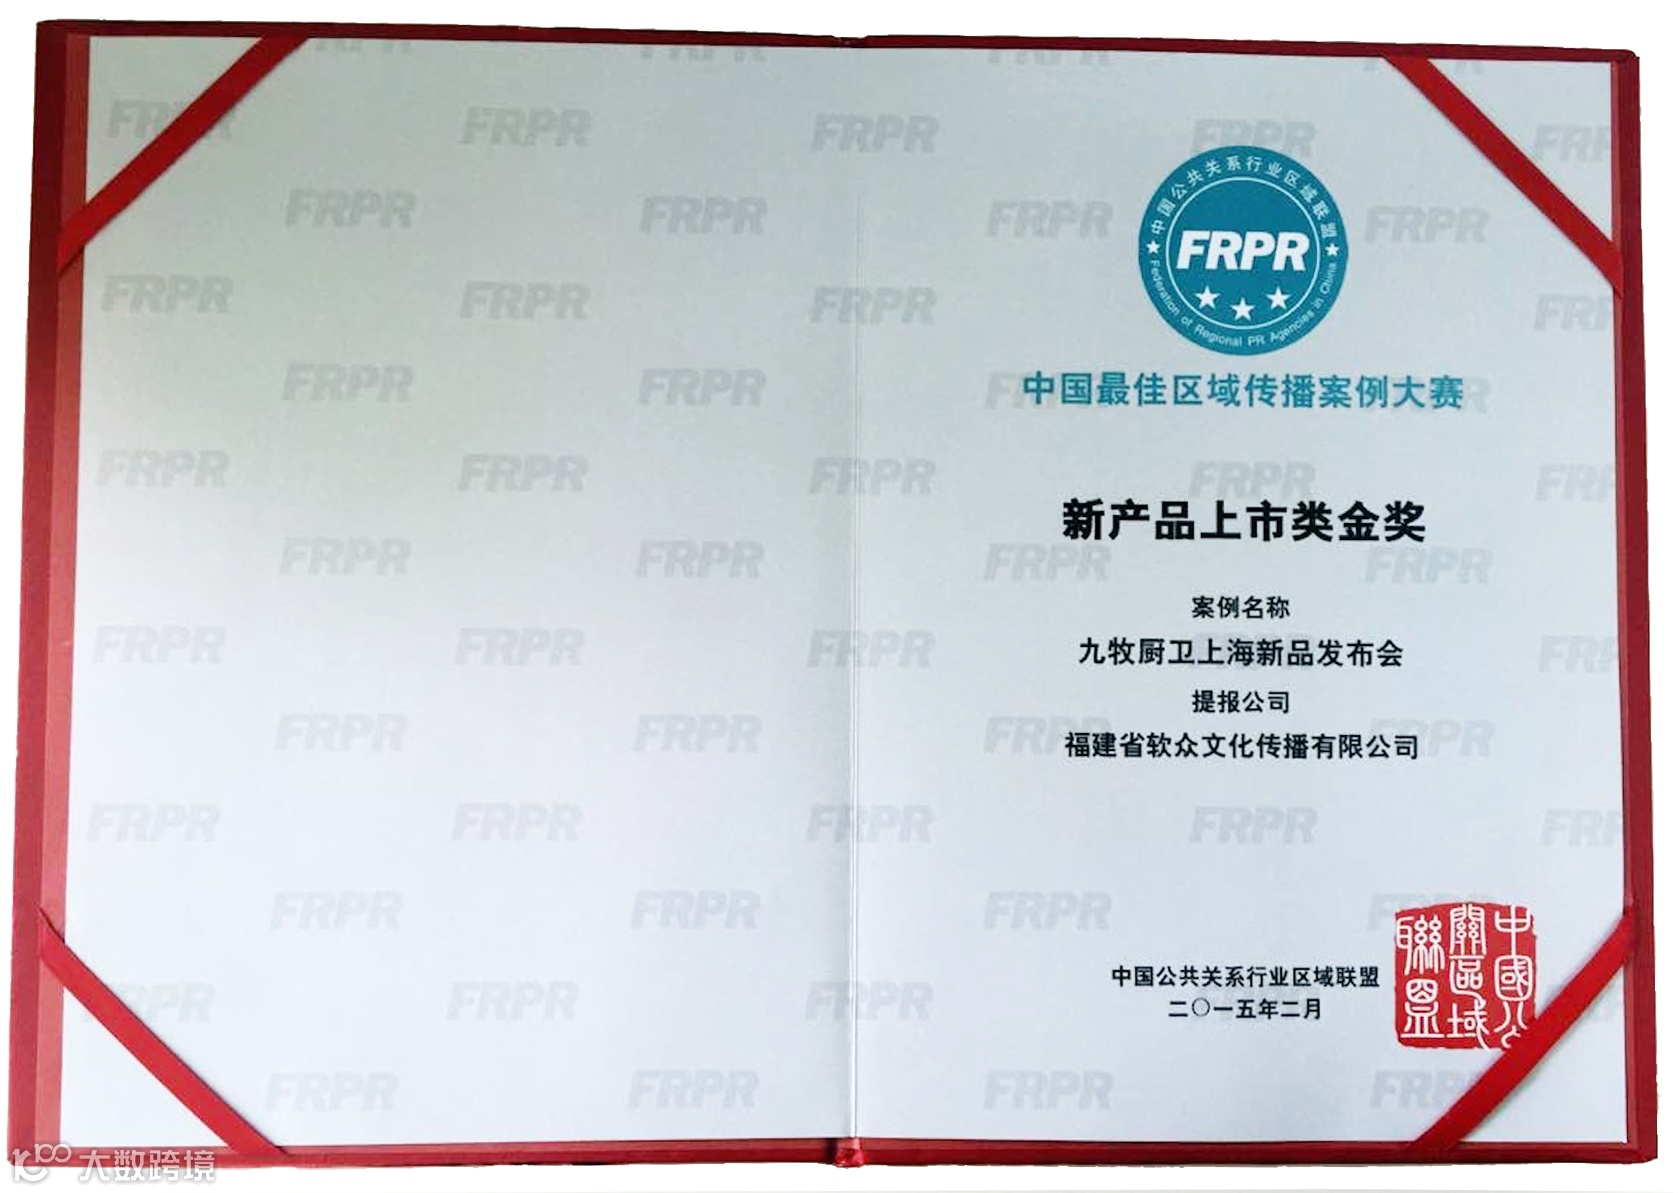 中国公共关系行业区域联盟
FRPR
Federation of Regional PR Agencies in China
中国最佳区域传播案例大赛
新产品上市类金奖
案例名称
九牧厨卫上海新品发布会
提报公司
福建省软众文化传播有限公司
中国公共关系行业区域联盟
二〇一五年二月
中國公
關區域
聯盟
大数跨境